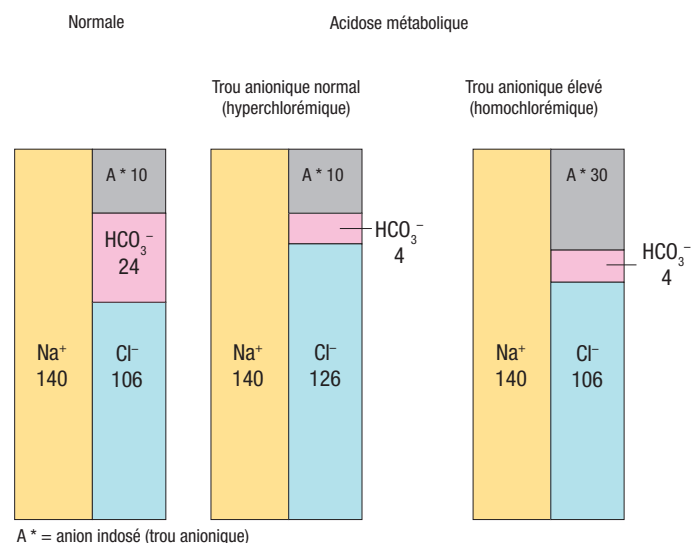 Normale
Acidose métabolique
Trou anionique normal
(hyperchlorémique)
Trou anionique élevé
(homochlorémique)
A * 10
HCO₃⁻
24
Na⁺
140
Cl⁻
106
A * 10
HCO₃⁻
4
Na⁺
140
Cl⁻
126
A * 30
HCO₃⁻
4
Na⁺
140
Cl⁻
106
A * = anion indosé (trou anionique)